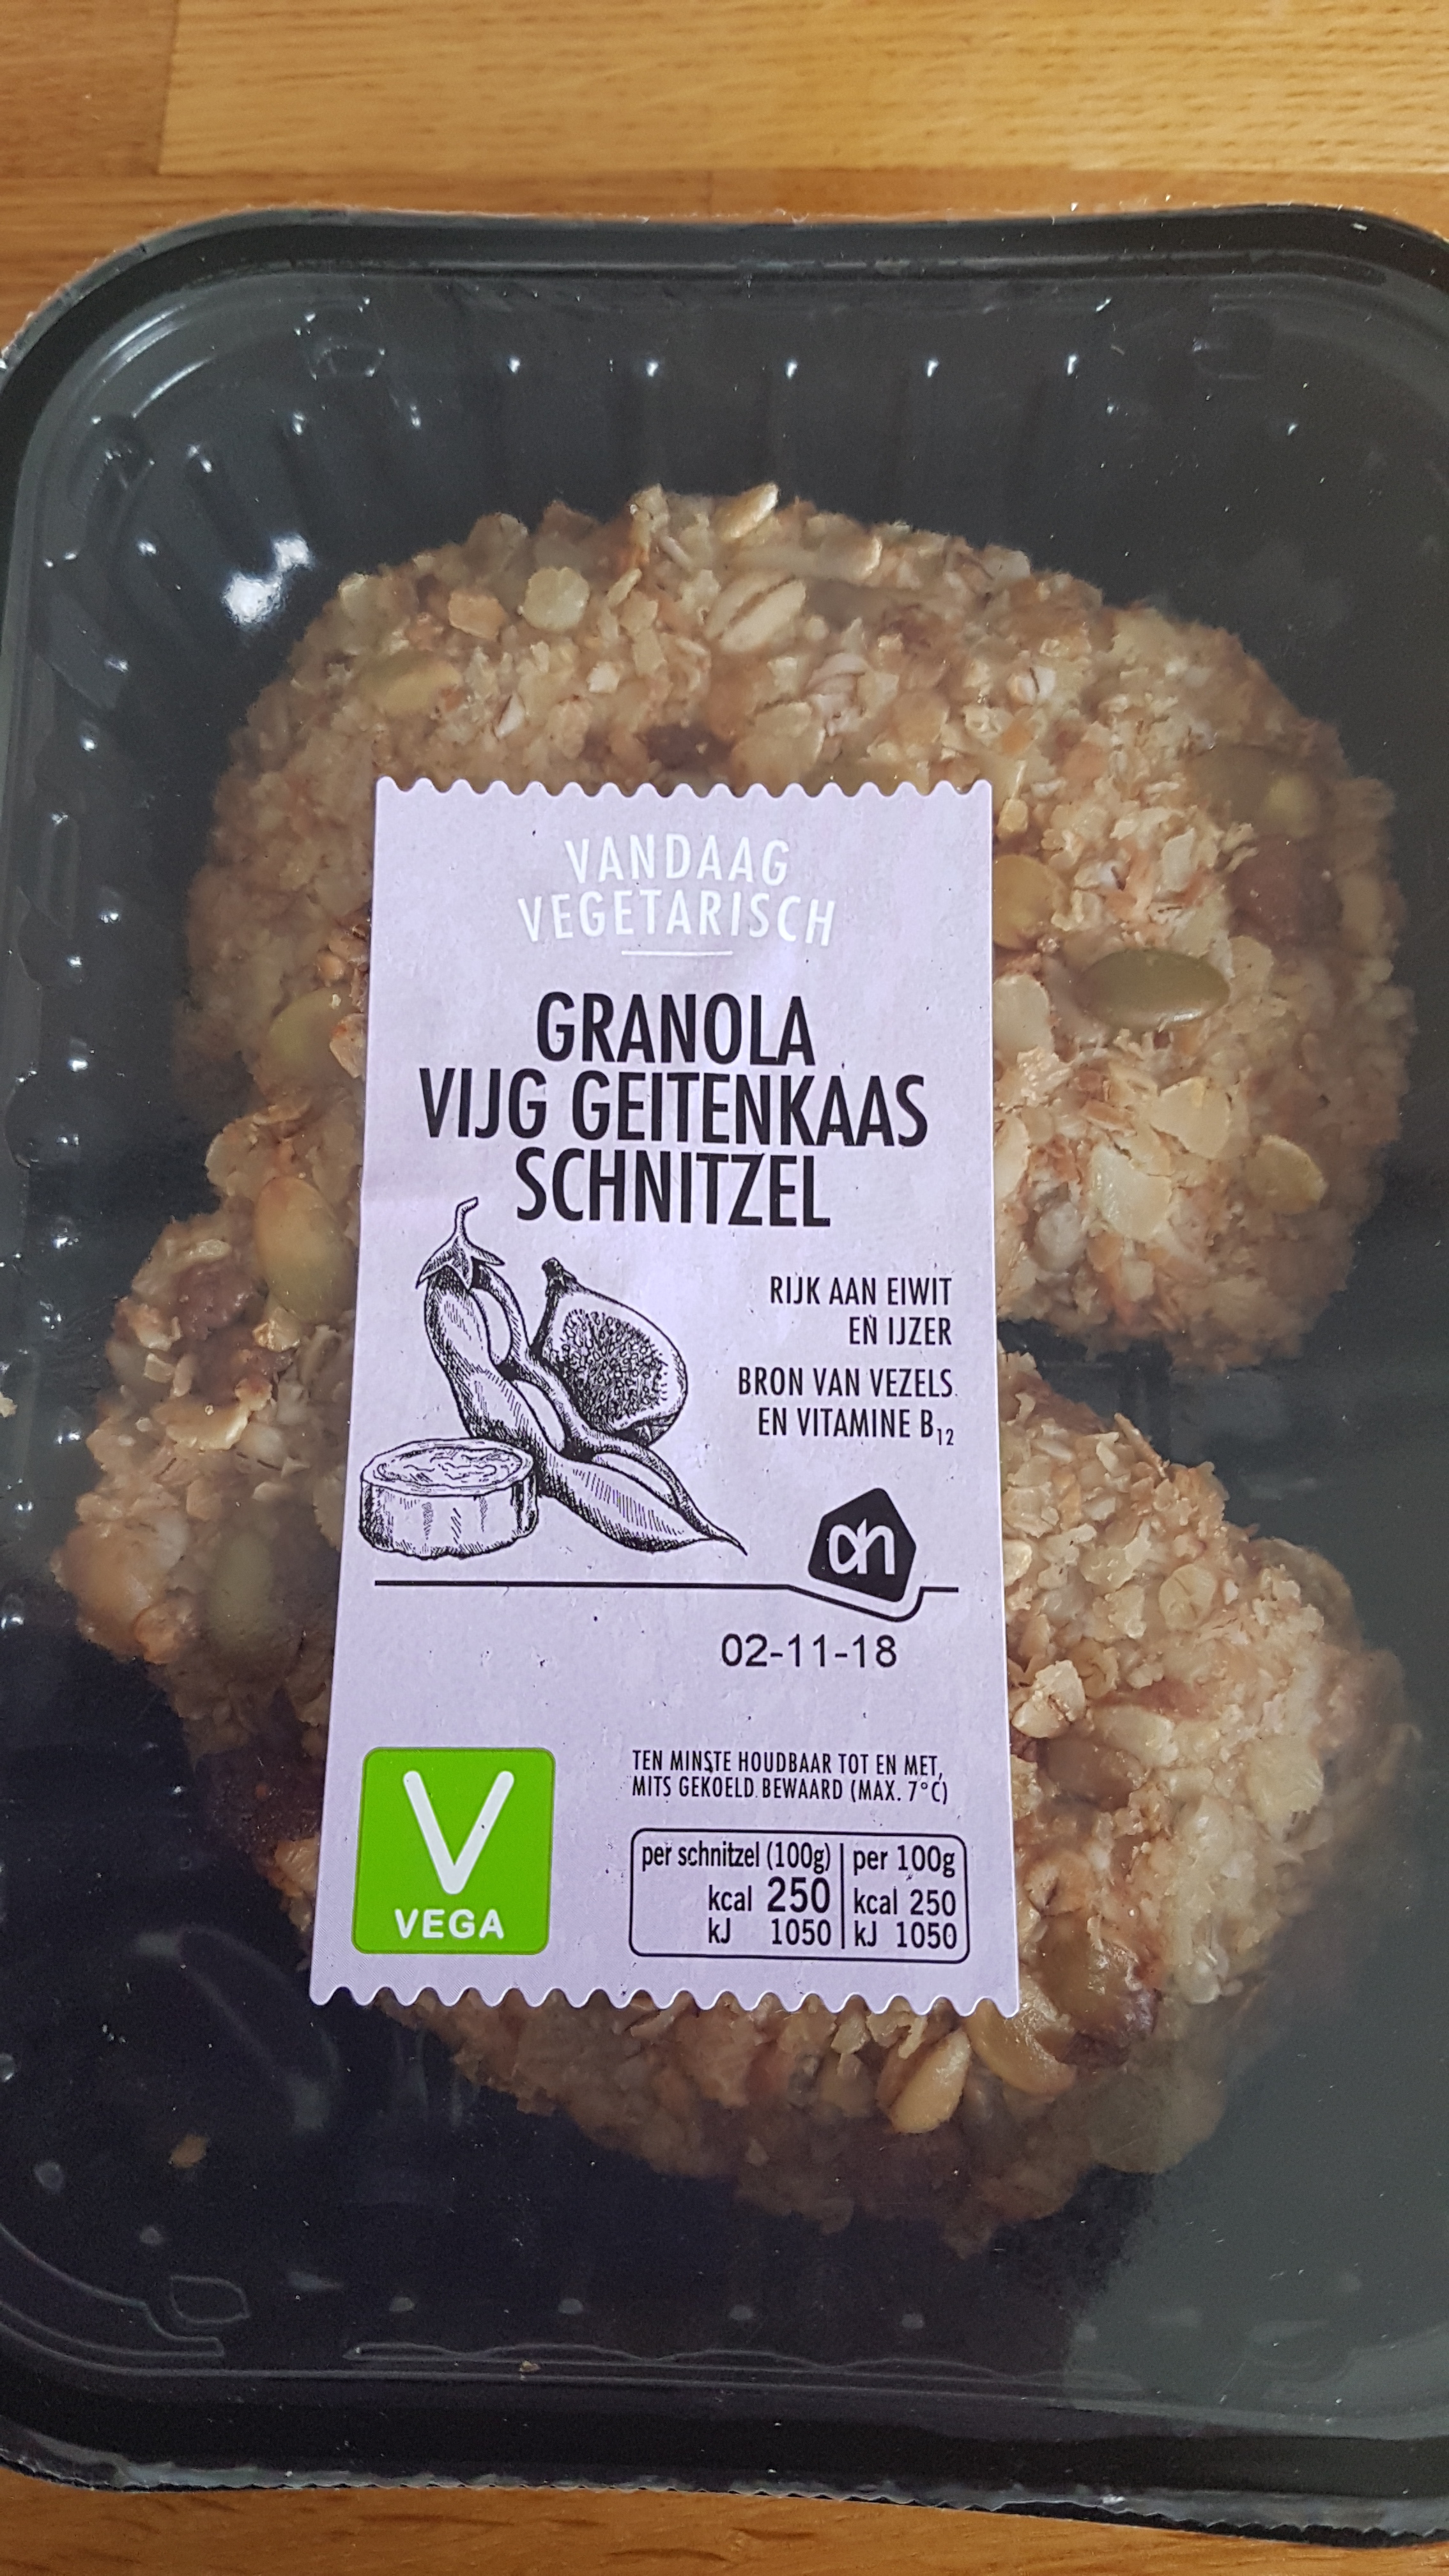 VANDAAG
VEGETARISCH
GRANOLA
VIJG GEITENKAAS
SCHNITZEL
RIJK AAN EIWIT
EN IJZER
BRON VAN VEZELS
EN VITAMINE B12
ah
02-11-18
TEN MINSTE HOUDBAAR TOT EN MET,
MITS GEKOELD BEWAARD (MAX. 7°C)
V
VEGA
per schnitzel (100g) per 100g
kcal 250 kcal 250
kJ 1050 kJ 1050